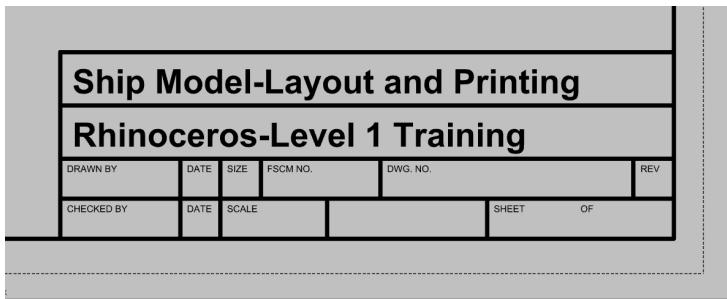 Ship Model-Layout and Printing
Rhinoceros-Level 1 Training
DRAWN BY DATE SIZE FSCM NO. DWG. NO. REV
CHECKED BY DATE SCALE SHEET OF